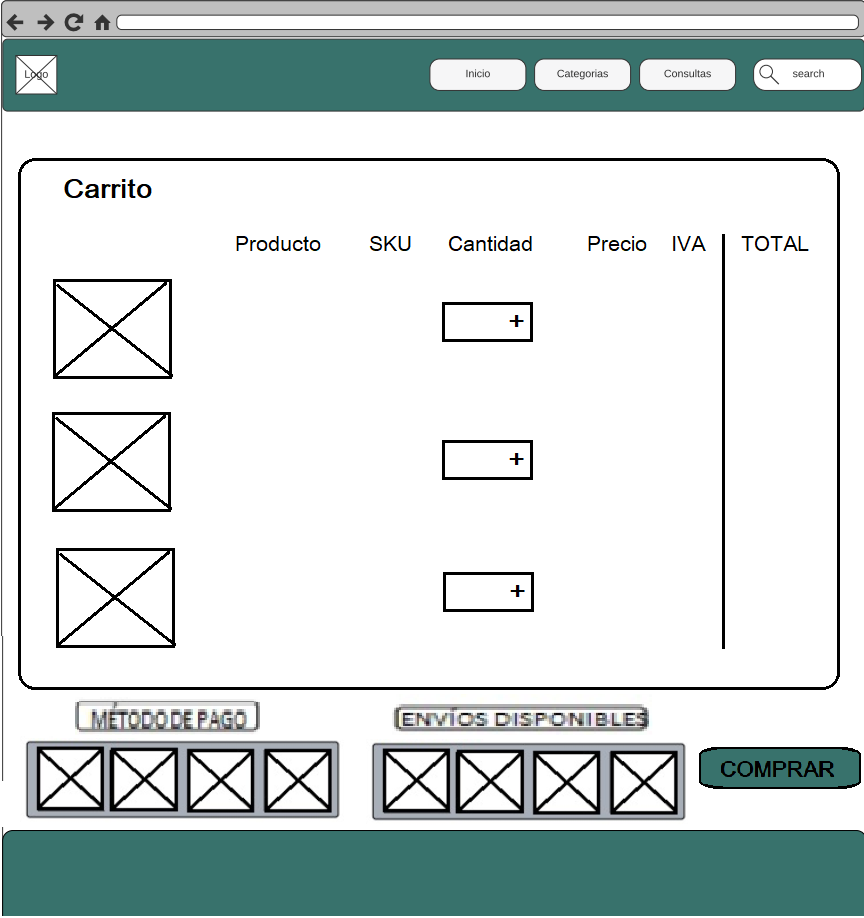 Logo
Inicio
Categorias
Consultas
search
Carrito
Producto SKU Cantidad Precio IVA TOTAL
+
+
+
MÉTODO DE PAGO
ENVÍOS DISPONIBLES
COMPRAR